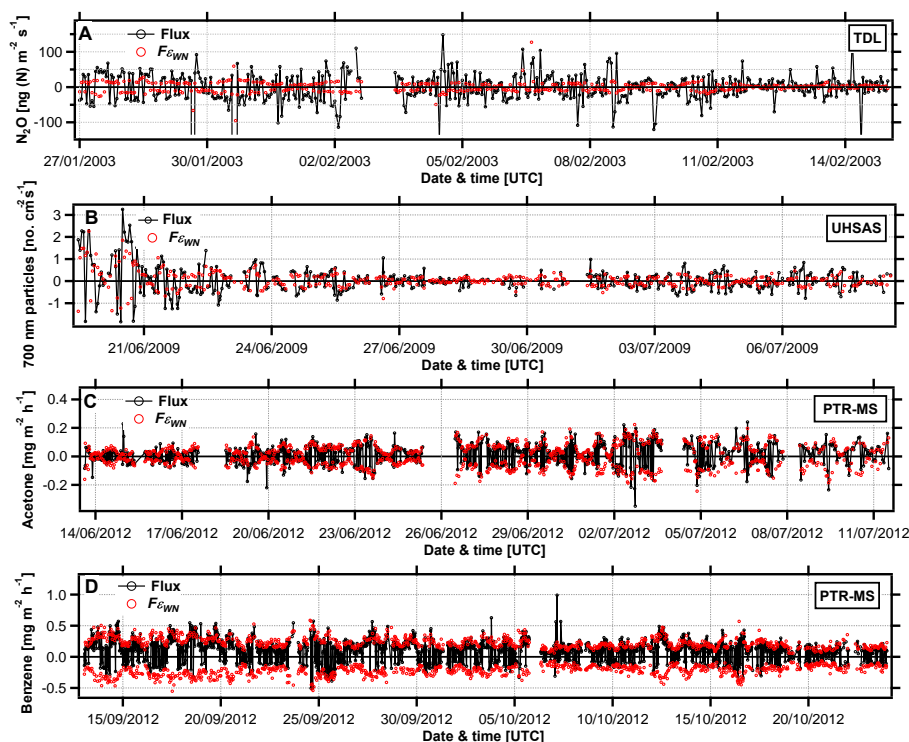 A
Flux
Fε_WN
TDL
N₂O [ng (N) m⁻² s⁻¹]
100
0
-100
27/01/2003 30/01/2003 02/02/2003 05/02/2003 08/02/2003 11/02/2003 14/02/2003
Date & time [UTC]
B
Flux
Fε_WN
UHSAS
700 nm particles [no. cm⁻²s⁻¹]
3
2
1
0
-1
21/06/2009 24/06/2009 27/06/2009 30/06/2009 03/07/2009 06/07/2009
Date & time [UTC]
C
Flux
Fε_WN
PTR-MS
Acetone [mg m⁻² h⁻¹]
0.4
0.2
0.0
-0.2
14/06/2012 17/06/2012 20/06/2012 23/06/2012 26/06/2012 29/06/2012 02/07/2012 05/07/2012 08/07/2012 11/07/2012
Date & time [UTC]
D
Flux
Fε_WN
PTR-MS
Benzene [mg m⁻² h⁻¹]
1.0
0.5
0.0
-0.5
15/09/2012 20/09/2012 25/09/2012 30/09/2012 05/10/2012 10/10/2012 15/10/2012 20/10/2012
Date & time [UTC]